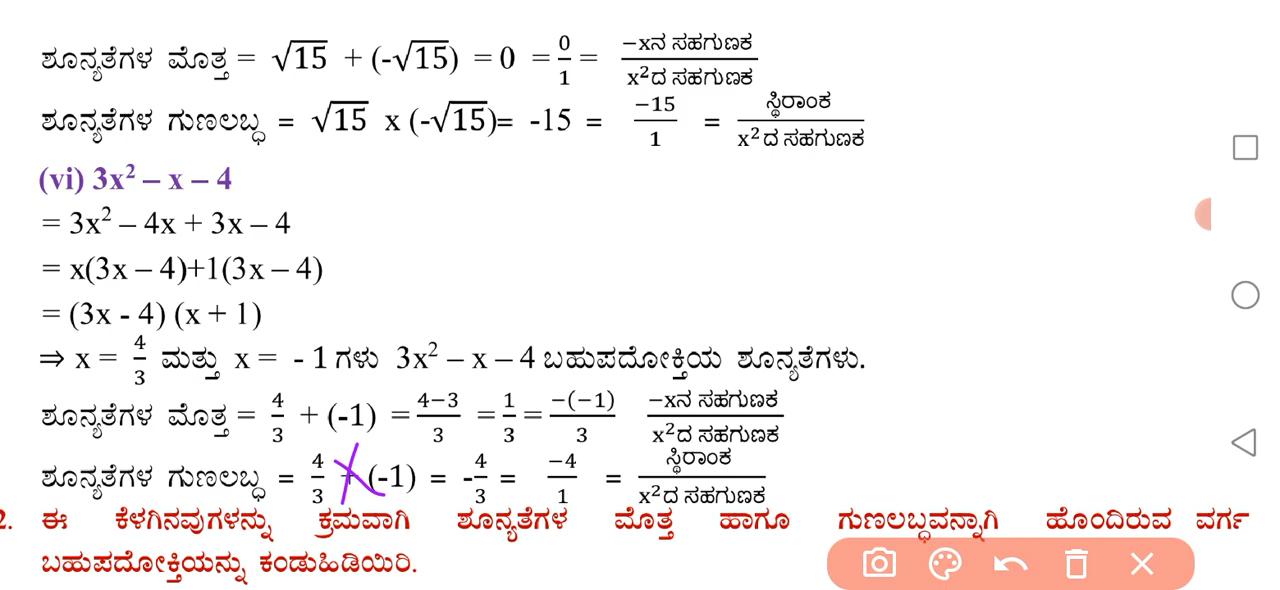 ಶೂನ್ಯತೆಗಳ ಮೊತ್ತ = √15 + (-√15) = 0 = 0/1 = −xನ ಸಹಗುಣಕ/x²ದ ಸಹಗುಣಕ
ಶೂನ್ಯತೆಗಳ ಗುಣಲಬ್ಧ = √15 x (-√15)= -15 = −15/1 = ಸ್ಥಿರಾಂಕ/x²ದ ಸಹಗುಣಕ
(vi) 3x² – x – 4
= 3x² – 4x + 3x – 4
= x(3x – 4)+1(3x – 4)
= (3x - 4) (x + 1)
⇒ x = 4/3 ಮತ್ತು x = - 1 ಗಳು 3x² – x – 4 ಬಹುಪದೋಕ್ತಿಯ ಶೂನ್ಯತೆಗಳು.
ಶೂನ್ಯತೆಗಳ ಮೊತ್ತ = 4/3 + (-1) = 4−3/3 = 1/3 = −(−1)/3 −xನ ಸಹಗುಣಕ/x²ದ ಸಹಗುಣಕ
ಶೂನ್ಯತೆಗಳ ಗುಣಲಬ್ಧ = 4/3 × (-1) = -4/3 = −4/1 = ಸ್ಥಿರಾಂಕ/x²ದ ಸಹಗುಣಕ
2. ಈ ಕೆಳಗಿನವುಗಳನ್ನು ಕ್ರಮವಾಗಿ ಶೂನ್ಯತೆಗಳ ಮೊತ್ತ ಹಾಗೂ ಗುಣಲಬ್ಧವನ್ನಾಗಿ ಹೊಂದಿರುವ ವರ್ಗ
ಬಹುಪದೋಕ್ತಿಯನ್ನು ಕಂಡುಹಿಡಿಯಿರಿ.